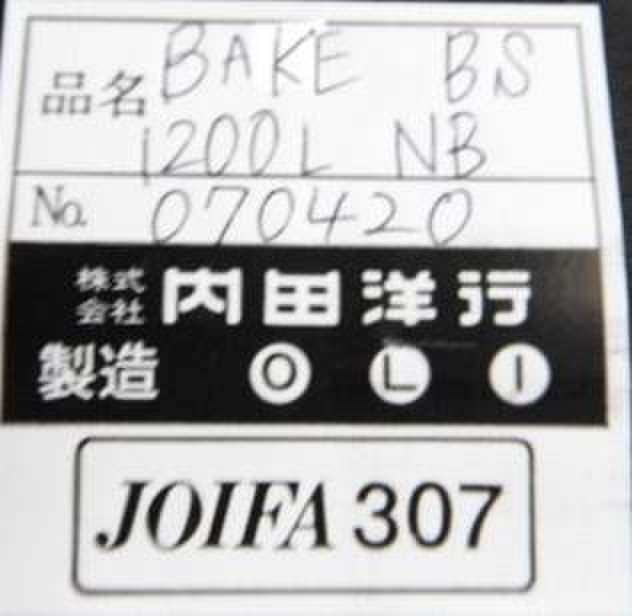 品名 BAKE BS
1200L NB
No. 070420
株式会社 内田洋行
製造 O L I
JOIFA 307